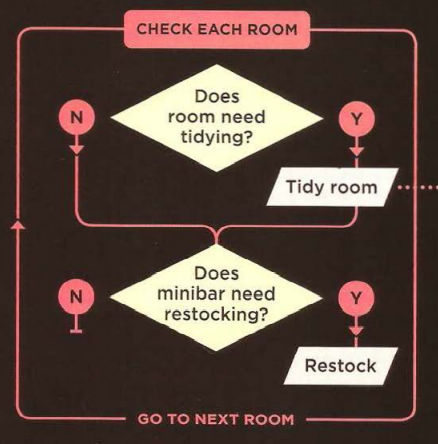 CHECK EACH ROOM
Does
room need
tidying?
N
Y
Tidy room
Does
minibar need
restocking?
N
Y
Restock
GO TO NEXT ROOM